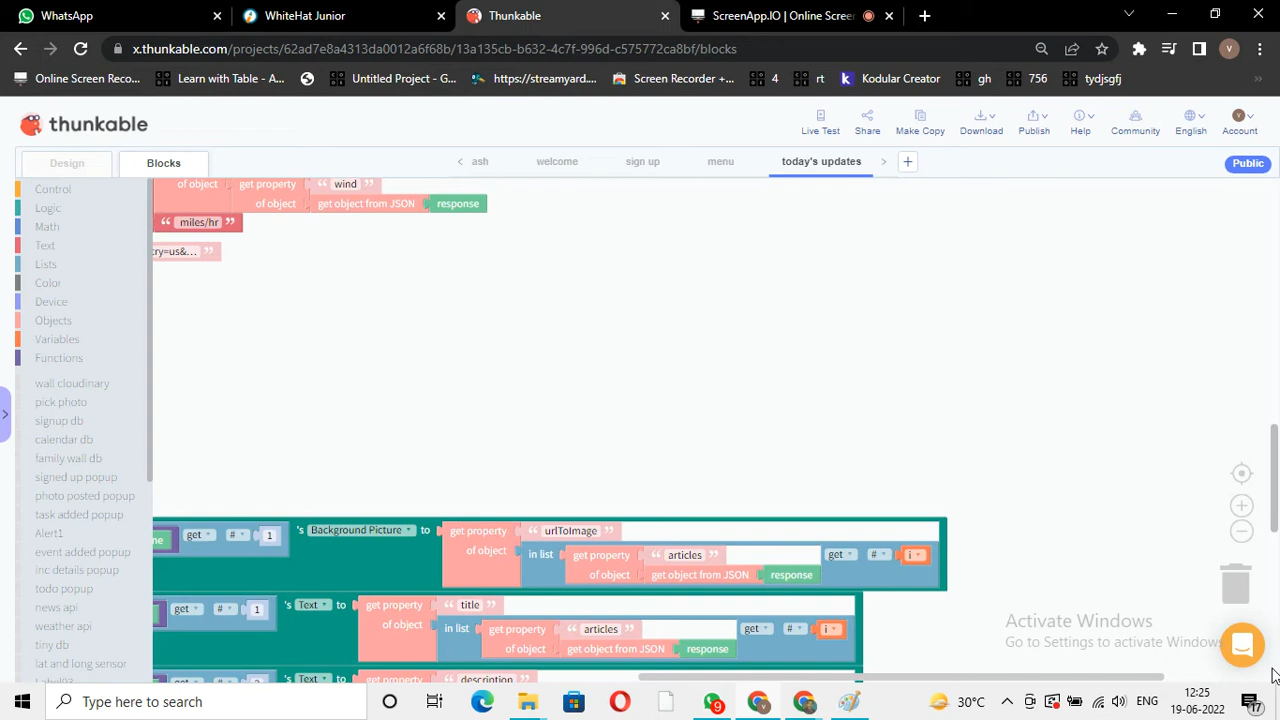 WhatsApp
WhiteHat Junior
Thunkable
ScreenApp.IO | Online Screen
x.thunkable.com/projects/62ad7e8a4313da0012a6f68b/13a135cb-b632-4c7f-996d-c575772ca8bf/blocks
V
Online Screen Reco...
Learn with Table - A...
Untitled Project - G...
https://streamyard....
Screen Recorder -...
4
rt
Kodular Creator
gh
756
tydjsgfj
»
thunkable
Live Test
Share
Make Copy
Download
Publish
Help
Community
English
Account
Design
Blocks
ash
welcome
sign up
menu
today's updates
+
Public
Control
Logic
Math
Text
Lists
Color
Device
Objects
Variables
Functions
wall cloudinary
pick photo
signup db
calendar db
family wall db
signed up popup
photo posted popup
task added popup
Alert1
event added popup
inc details popup
todo popup
news api
weather api
tiny db
lat and long sensor
of object get property “ wind ”
of object get object from JSON response
“ miles/hr ”
try=us&... ”
ne get # 1 's Background Picture to get property “ urlToImage ”
of object in list get property “ articles ” get # i
of object get object from JSON response
get # 1 's Text to get property “ title ”
of object in list get property “ articles ” get # i
of object get object from JSON response
's Text to get property “ description ”
Activate Windows
Go to Settings to activate Windows.
Type here to search
9
30°C
ENG
12:25
19-06-2022
17